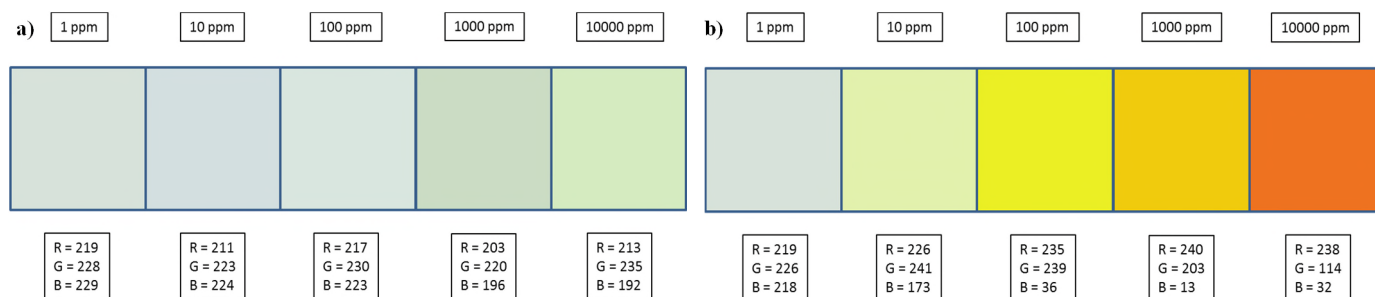 a)
1 ppm
10 ppm
100 ppm
1000 ppm
10000 ppm
R = 219
G = 228
B = 229
R = 211
G = 223
B = 224
R = 217
G = 230
B = 223
R = 203
G = 220
B = 196
R = 213
G = 235
B = 192
b)
1 ppm
10 ppm
100 ppm
1000 ppm
10000 ppm
R = 219
G = 226
B = 218
R = 226
G = 241
B = 173
R = 235
G = 239
B = 36
R = 240
G = 203
B = 13
R = 238
G = 114
B = 32